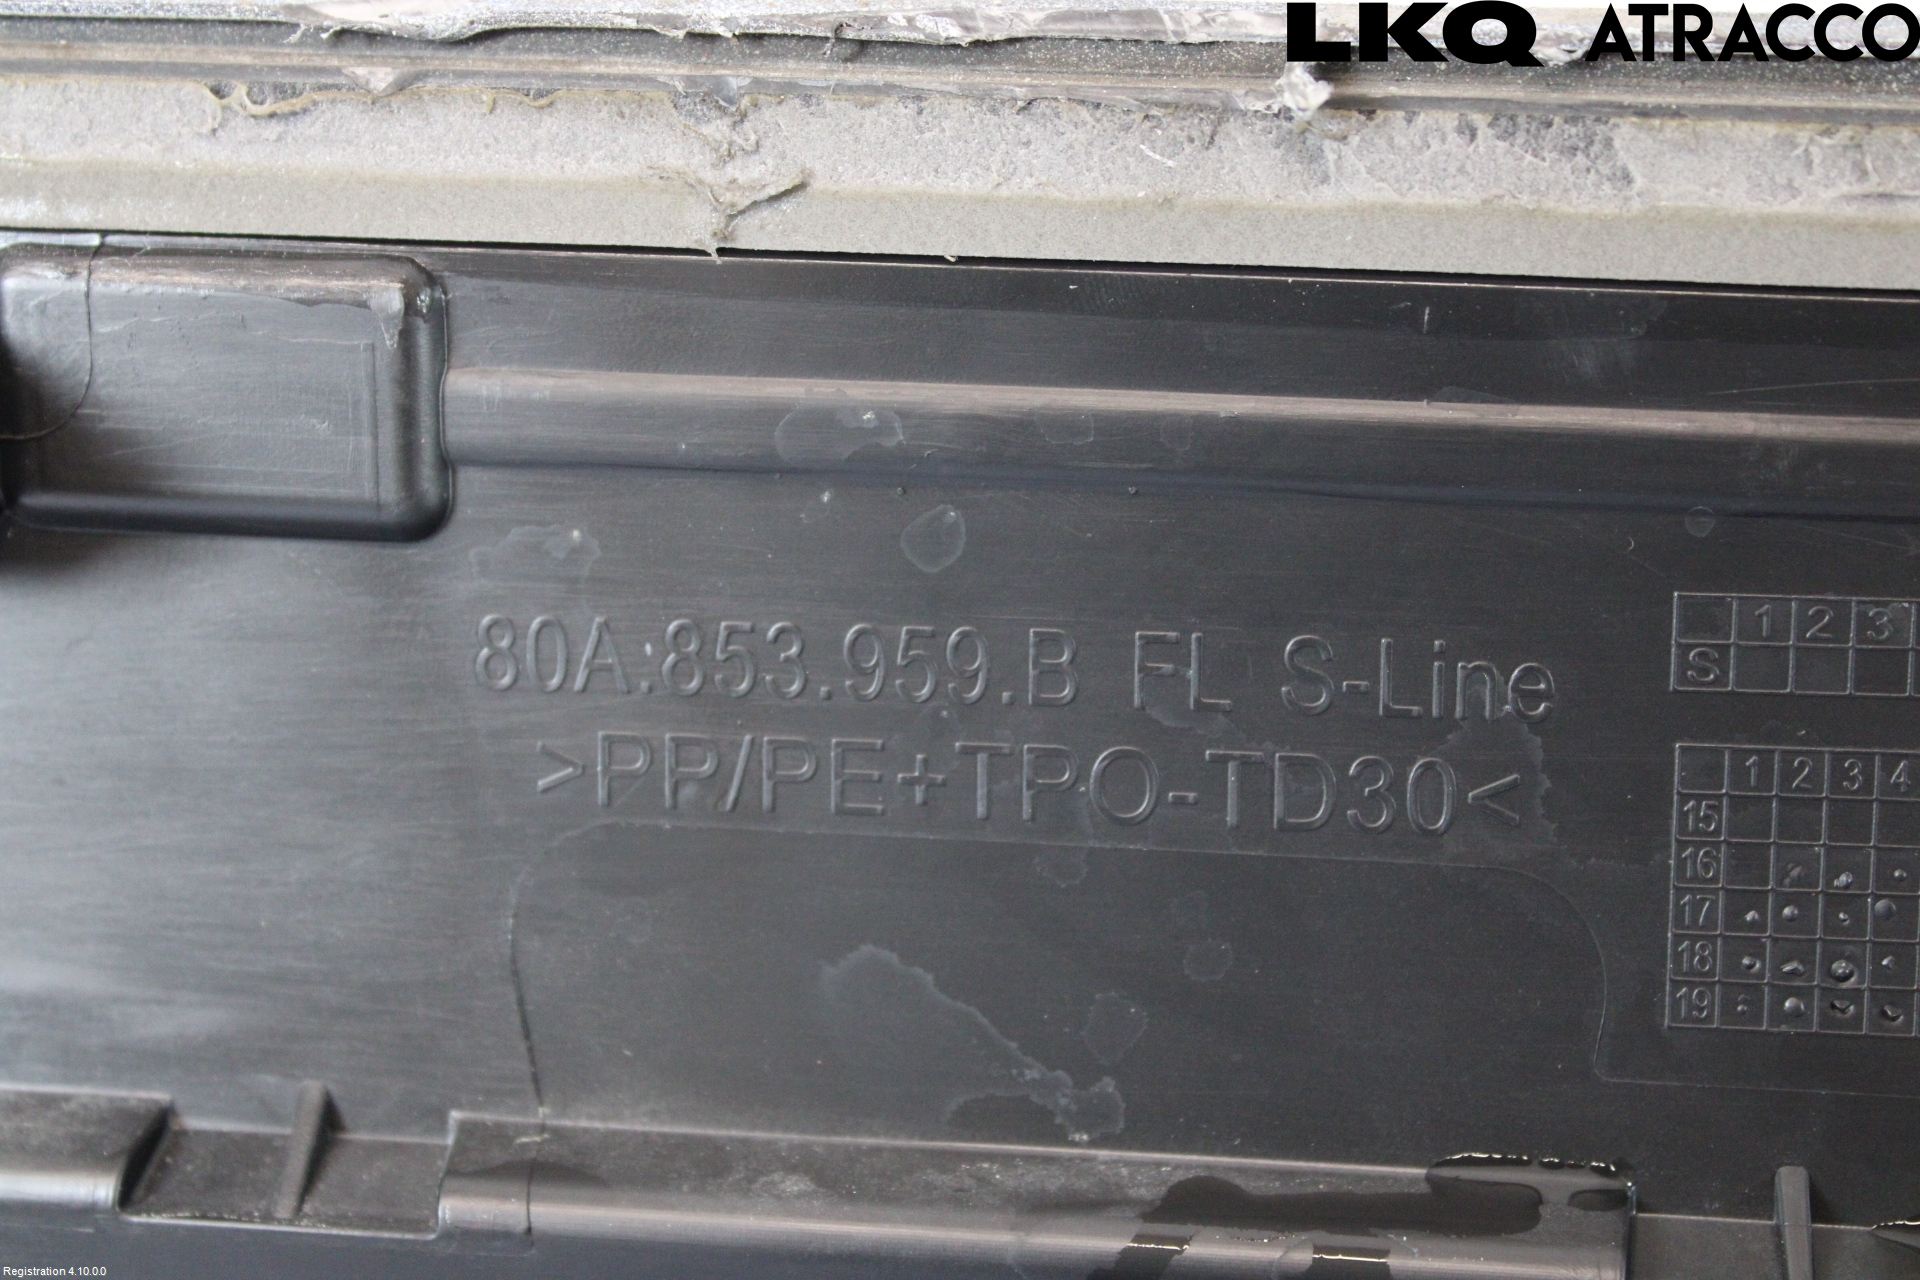 LKQ ATRACCO
80A.853.959.B FL S-Line
>PP/PE+TPO-TD30<
1 2 3
S
1 2 3 4
15
16
17
18
19
Registration 4.10.0.0